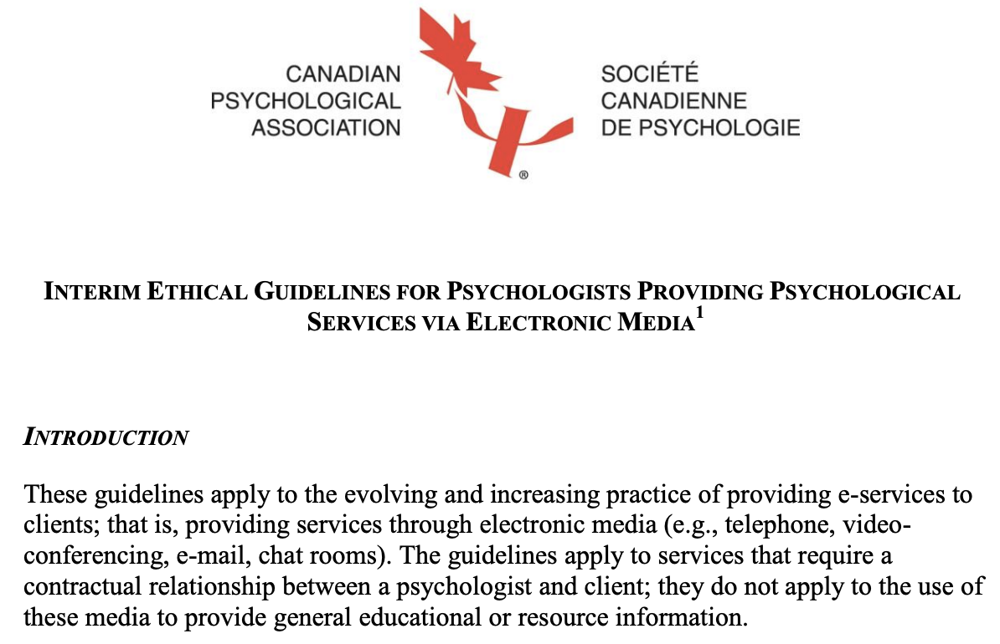 CANADIAN
PSYCHOLOGICAL
ASSOCIATION
SOCIÉTÉ
CANADIENNE
DE PSYCHOLOGIE
®
INTERIM ETHICAL GUIDELINES FOR PSYCHOLOGISTS PROVIDING PSYCHOLOGICAL
SERVICES VIA ELECTRONIC MEDIA¹
INTRODUCTION
These guidelines apply to the evolving and increasing practice of providing e-services to
clients; that is, providing services through electronic media (e.g., telephone, video-
conferencing, e-mail, chat rooms). The guidelines apply to services that require a
contractual relationship between a psychologist and client; they do not apply to the use of
these media to provide general educational or resource information.